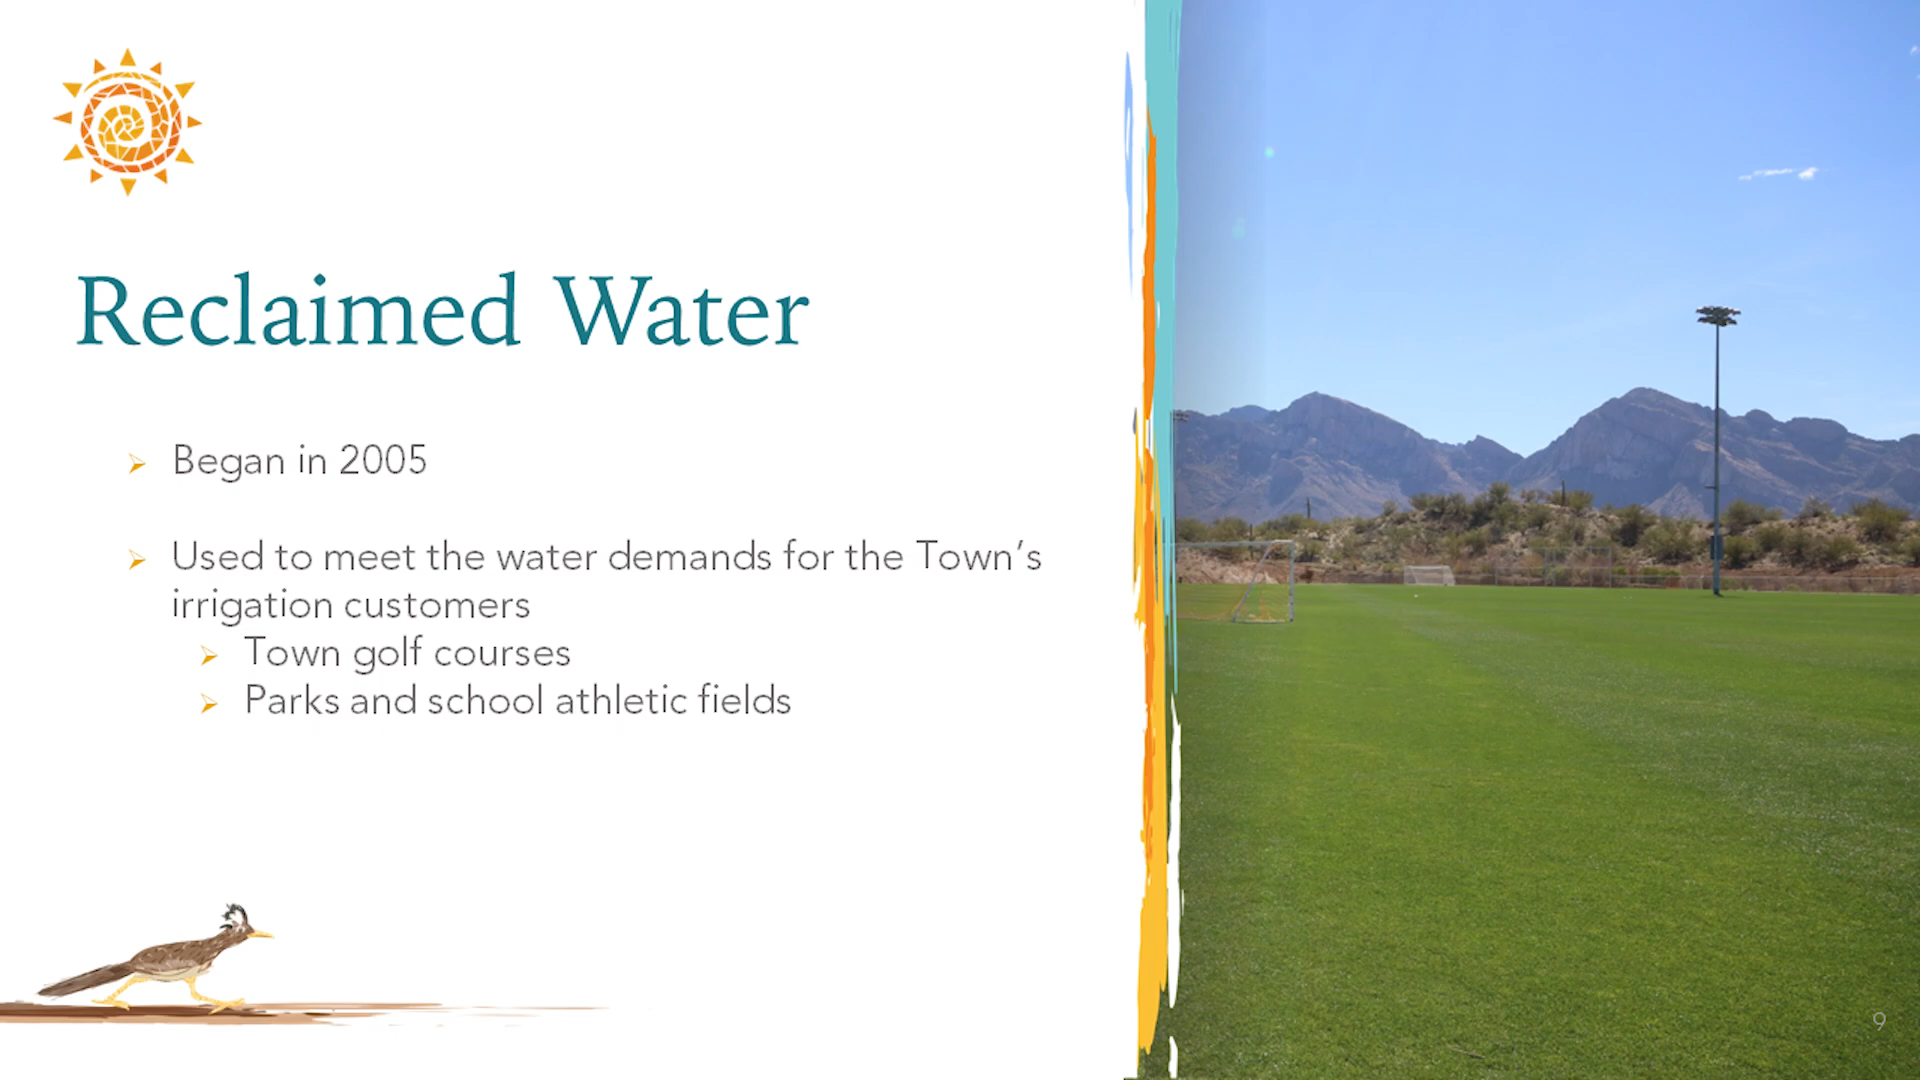 Reclaimed Water
Began in 2005
Used to meet the water demands for the Town's
irrigation customers
Town golf courses
Parks and school athletic fields
9